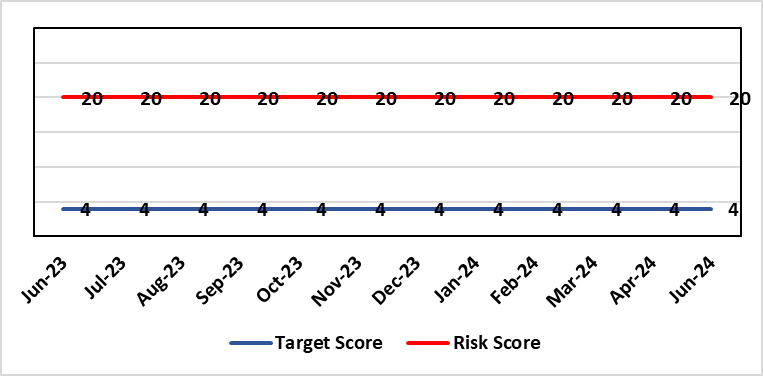 20 20 20 20 20 20 20 20 20 20 20 20
4 4 4 4 4 4 4 4 4 4 4 4
Jun-23 Jul-23 Aug-23 Sep-23 Oct-23 Nov-23 Dec-23 Jan-24 Feb-24 Mar-24 Apr-24 Jun-24
Target Score Risk Score